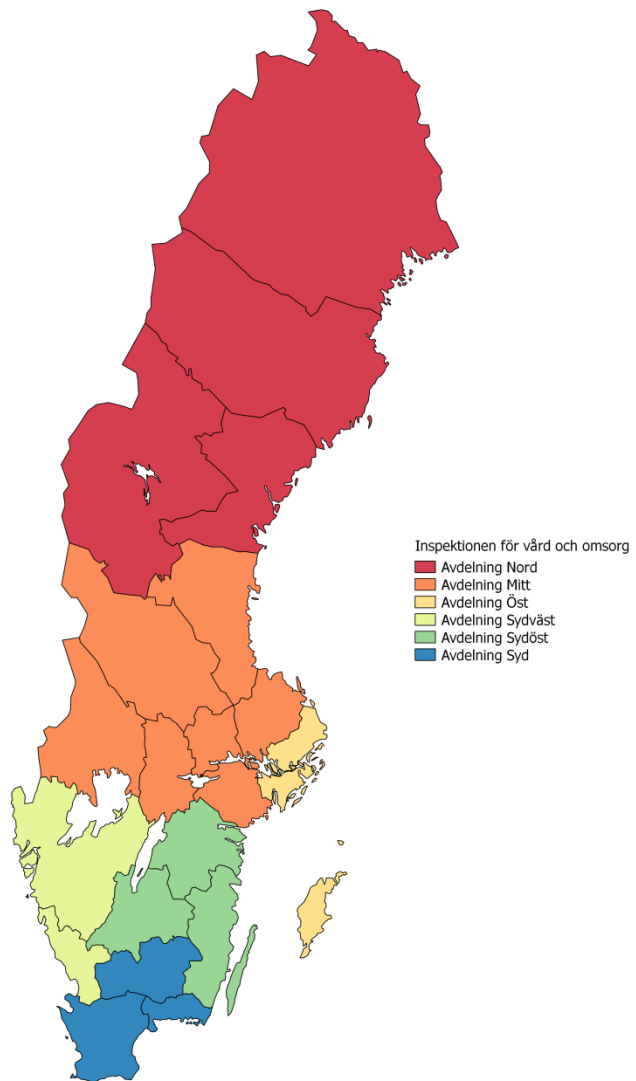 Inspektionen för vård och omsorg
Avdelning Nord
Avdelning Mitt
Avdelning Öst
Avdelning Sydväst
Avdelning Sydöst
Avdelning Syd